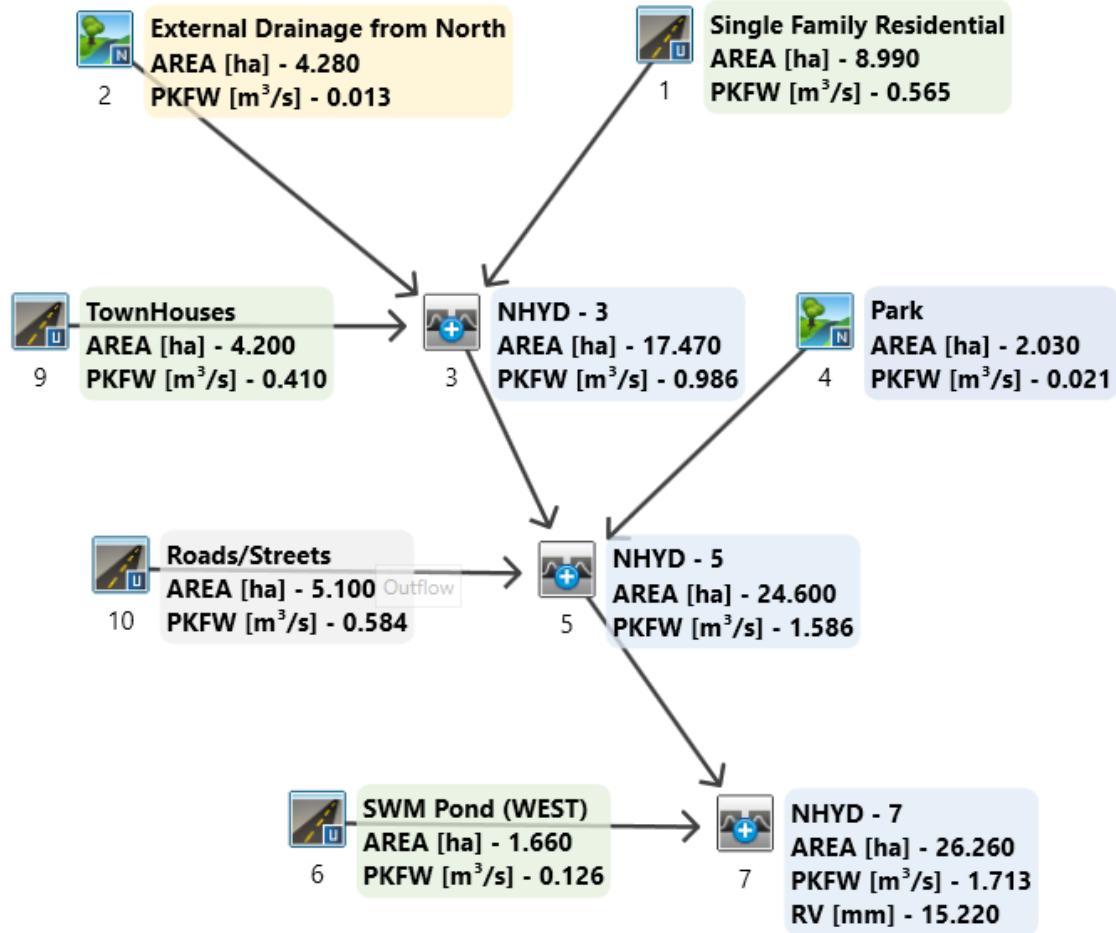 External Drainage from North
AREA [ha] - 4.280
PKFW [m³/s] - 0.013
N
2
Single Family Residential
AREA [ha] - 8.990
PKFW [m³/s] - 0.565
U
1
TownHouses
AREA [ha] - 4.200
PKFW [m³/s] - 0.410
U
9
NHYD - 3
AREA [ha] - 17.470
PKFW [m³/s] - 0.986
3
Park
AREA [ha] - 2.030
PKFW [m³/s] - 0.021
N
4
Roads/Streets
AREA [ha] - 5.100
PKFW [m³/s] - 0.584
Outflow
U
10
NHYD - 5
AREA [ha] - 24.600
PKFW [m³/s] - 1.586
5
SWM Pond (WEST)
AREA [ha] - 1.660
PKFW [m³/s] - 0.126
U
6
NHYD - 7
AREA [ha] - 26.260
PKFW [m³/s] - 1.713
RV [mm] - 15.220
7